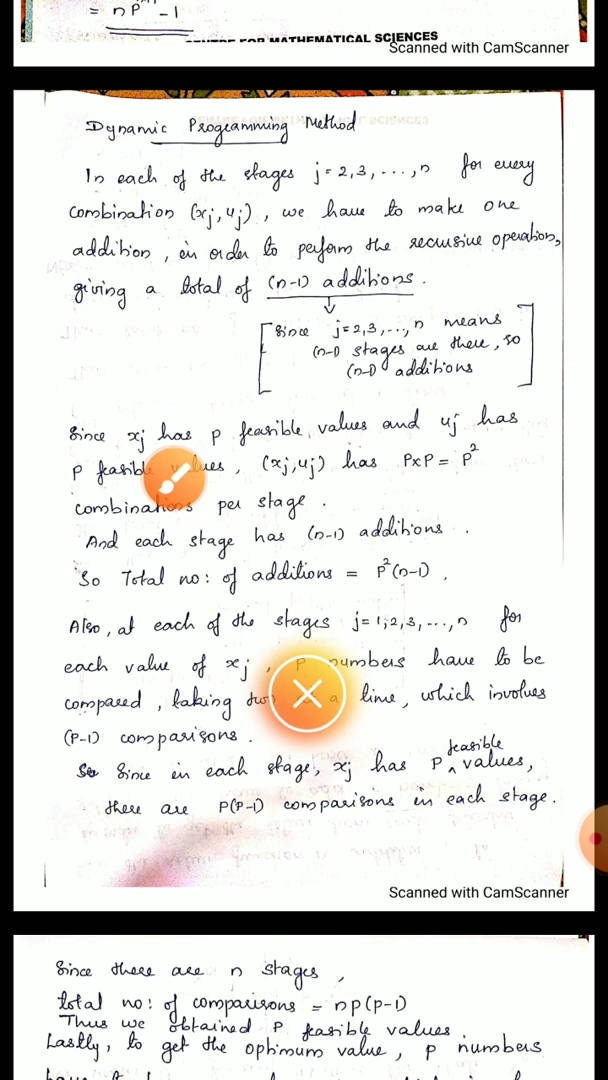 = nP - 1
CENTRE FOR MATHEMATICAL SCIENCES
Scanned with CamScanner
Dynamic Programming Method
In each of the stages j = 2,3, ..., n for every
combination (xj, uj), we have to make one
addition, in order to perform the recursive operation,
giving a total of (n-1) additions.
[Since j=2,3,...,n means
(n-1) stages are there, so
(n-1) additions]
Since xj has p feasible values and uj has
p feasible values, (xj,uj) has P×P = P²
combinations per stage.
And each stage has (n-1) additions.
So Total no: of additions = P²(n-1).
Also, at each of the stages j=1,2,3,...,n for
each value of xj, P numbers have to be
compared, taking two a time, which involves
(P-1) comparisons.
Since in each stage, xj has P feasible values,
there are P(P-1) comparisons in each stage.
Scanned with CamScanner
Since there are n stages,
total no: of comparisons = np(p-1)
Thus we obtained P feasible values.
Lastly, to get the optimum value, p numbers